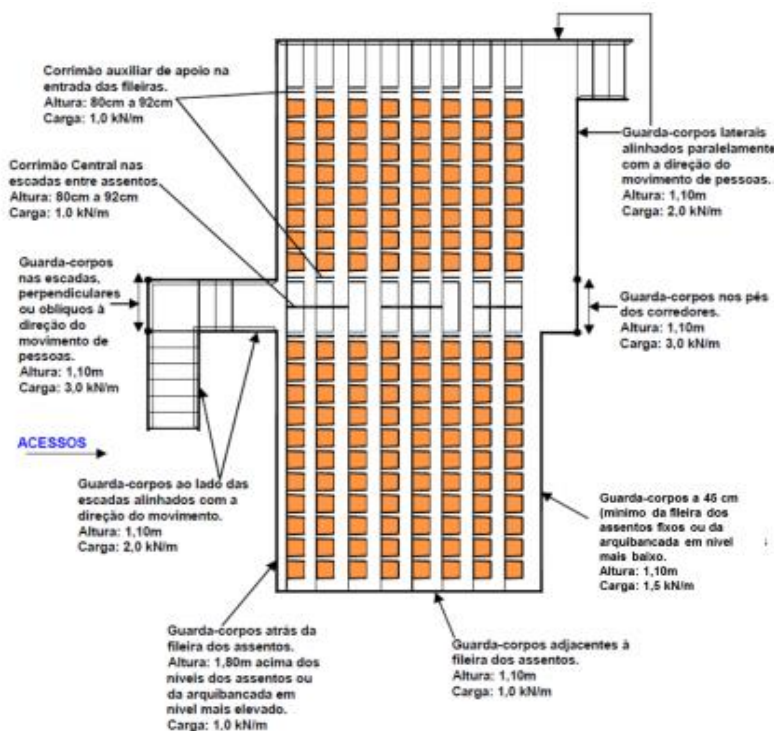 Corrimão auxiliar de apoio na
entrada das fileiras.
Altura: 80cm a 92cm
Carga: 1,0 kN/m
Corrimão Central nas
escadas entre assentos
Altura: 80cm a 92cm
Carga: 1.0 kN/m
Guarda-corpos
nas escadas,
perpendiculares
ou oblíquos à
direção do
movimento de
pessoas.
Altura: 1,10m
Carga: 3,0 kN/m
ACESSOS
Guarda-corpos ao lado das
escadas alinhados com a
direção do movimento.
Altura: 1,10m
Carga: 2,0 kN/m
Guarda-corpos atrás da
fileira dos assentos.
Altura: 1,80m acima dos
níveis dos assentos ou
da arquibancada em
nível mais elevado.
Carga: 1,0 kN/m
Guarda-corpos laterais
alinhados paralelamente
com a direção do
movimento de pessoas.
Altura: 1,10m
Carga: 2,0 kN/m
Guarda-corpos nos pés
dos corredores.
Altura: 1,10m
Carga: 3,0 kN/m
Guarda-corpos a 45 cm
(mínimo da fileira dos
assentos fixos ou da
arquibancada em nível
mais baixo.
Altura: 1,10m
Carga: 1,5 kN/m
Guarda-corpos adjacentes à
fileira dos assentos.
Altura: 1,10m
Carga: 1,0 kN/m